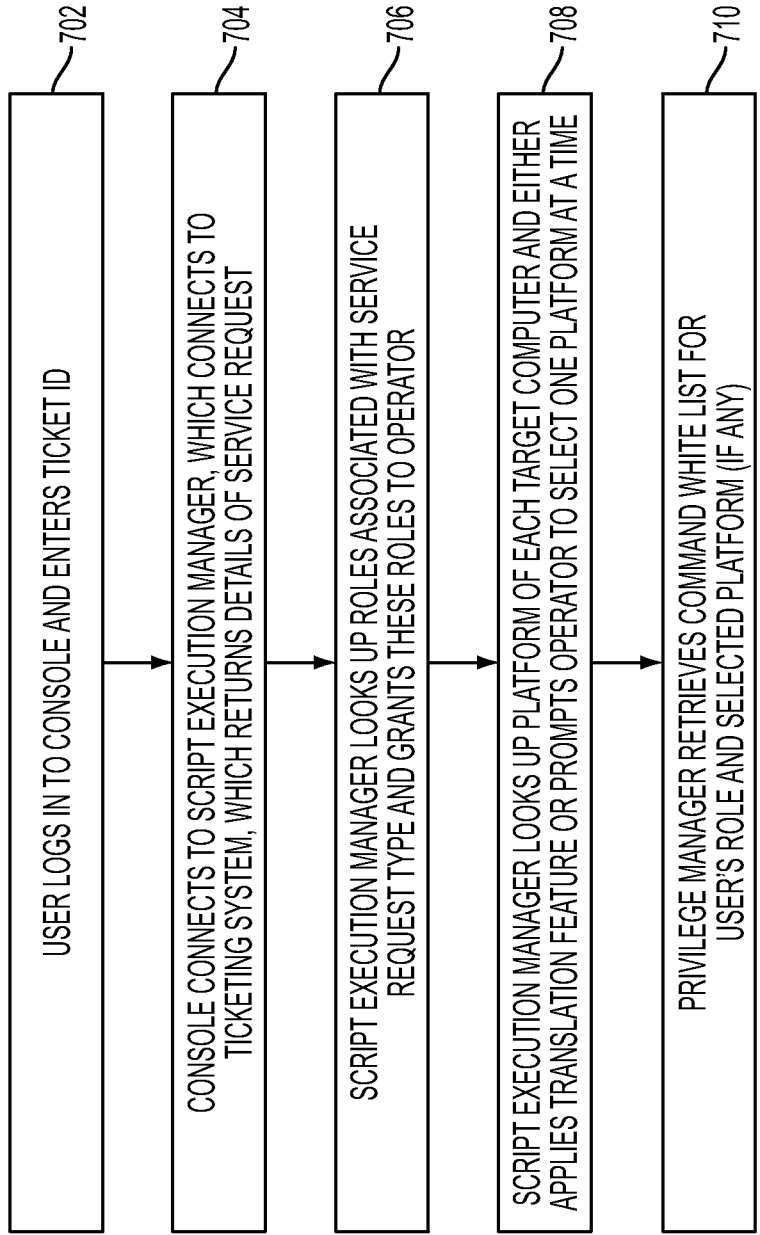 USER LOGS IN TO CONSOLE AND ENTERS TICKET ID
702
CONSOLE CONNECTS TO SCRIPT EXECUTION MANAGER, WHICH CONNECTS TO
TICKETING SYSTEM, WHICH RETURNS DETAILS OF SERVICE REQUEST
704
SCRIPT EXECUTION MANAGER LOOKS UP ROLES ASSOCIATED WITH SERVICE
REQUEST TYPE AND GRANTS THESE ROLES TO OPERATOR
706
SCRIPT EXECUTION MANAGER LOOKS UP PLATFORM OF EACH TARGET COMPUTER AND EITHER
APPLIES TRANSLATION FEATURE OR PROMPTS OPERATOR TO SELECT ONE PLATFORM AT A TIME
708
PRIVILEGE MANAGER RETRIEVES COMMAND WHITE LIST FOR
USER'S ROLE AND SELECTED PLATFORM (IF ANY)
710